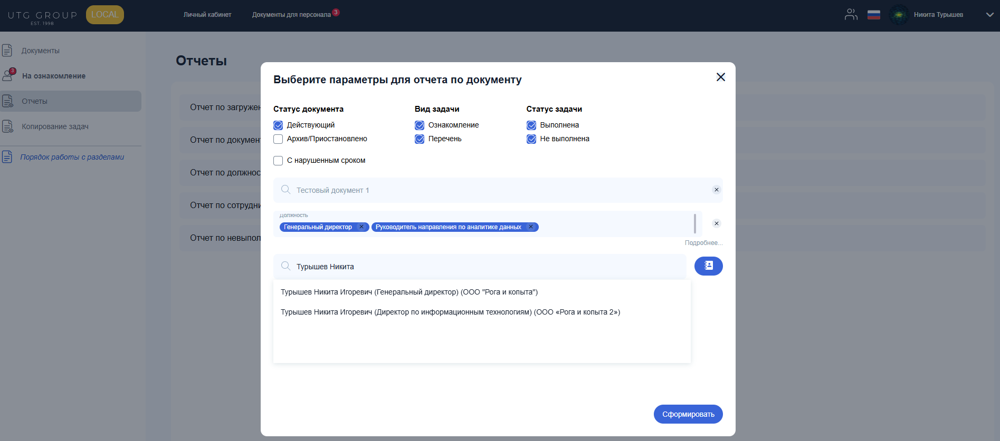 UTG GROUP
EST. 1998
LOCAL
Личный кабинет
Документы для персонала
3
Никита Турышев
Документы
3
На ознакомление
Отчеты
Копирование задач
Порядок работы с разделами
Отчеты
Отчет по загружен
Отчет по документ
Отчет по должнос
Отчет по сотрудни
Отчет по невыпол
Выберите параметры для отчета по документу
Статус документа
Действующий
Архив/Приостановлено
Вид задачи
Ознакомление
Перечень
Статус задачи
Выполнена
Не выполнена
С нарушенным сроком
Тестовый документ 1
Должность
Генеральный директор
Руководитель направления по аналитике данных
Подробнее...
Турышев Никита
Турышев Никита Игоревич (Генеральный директор) (ООО "Рога и копыта")
Турышев Никита Игоревич (Директор по информационным технологиям) (ООО «Рога и копыта 2»)
Сформировать